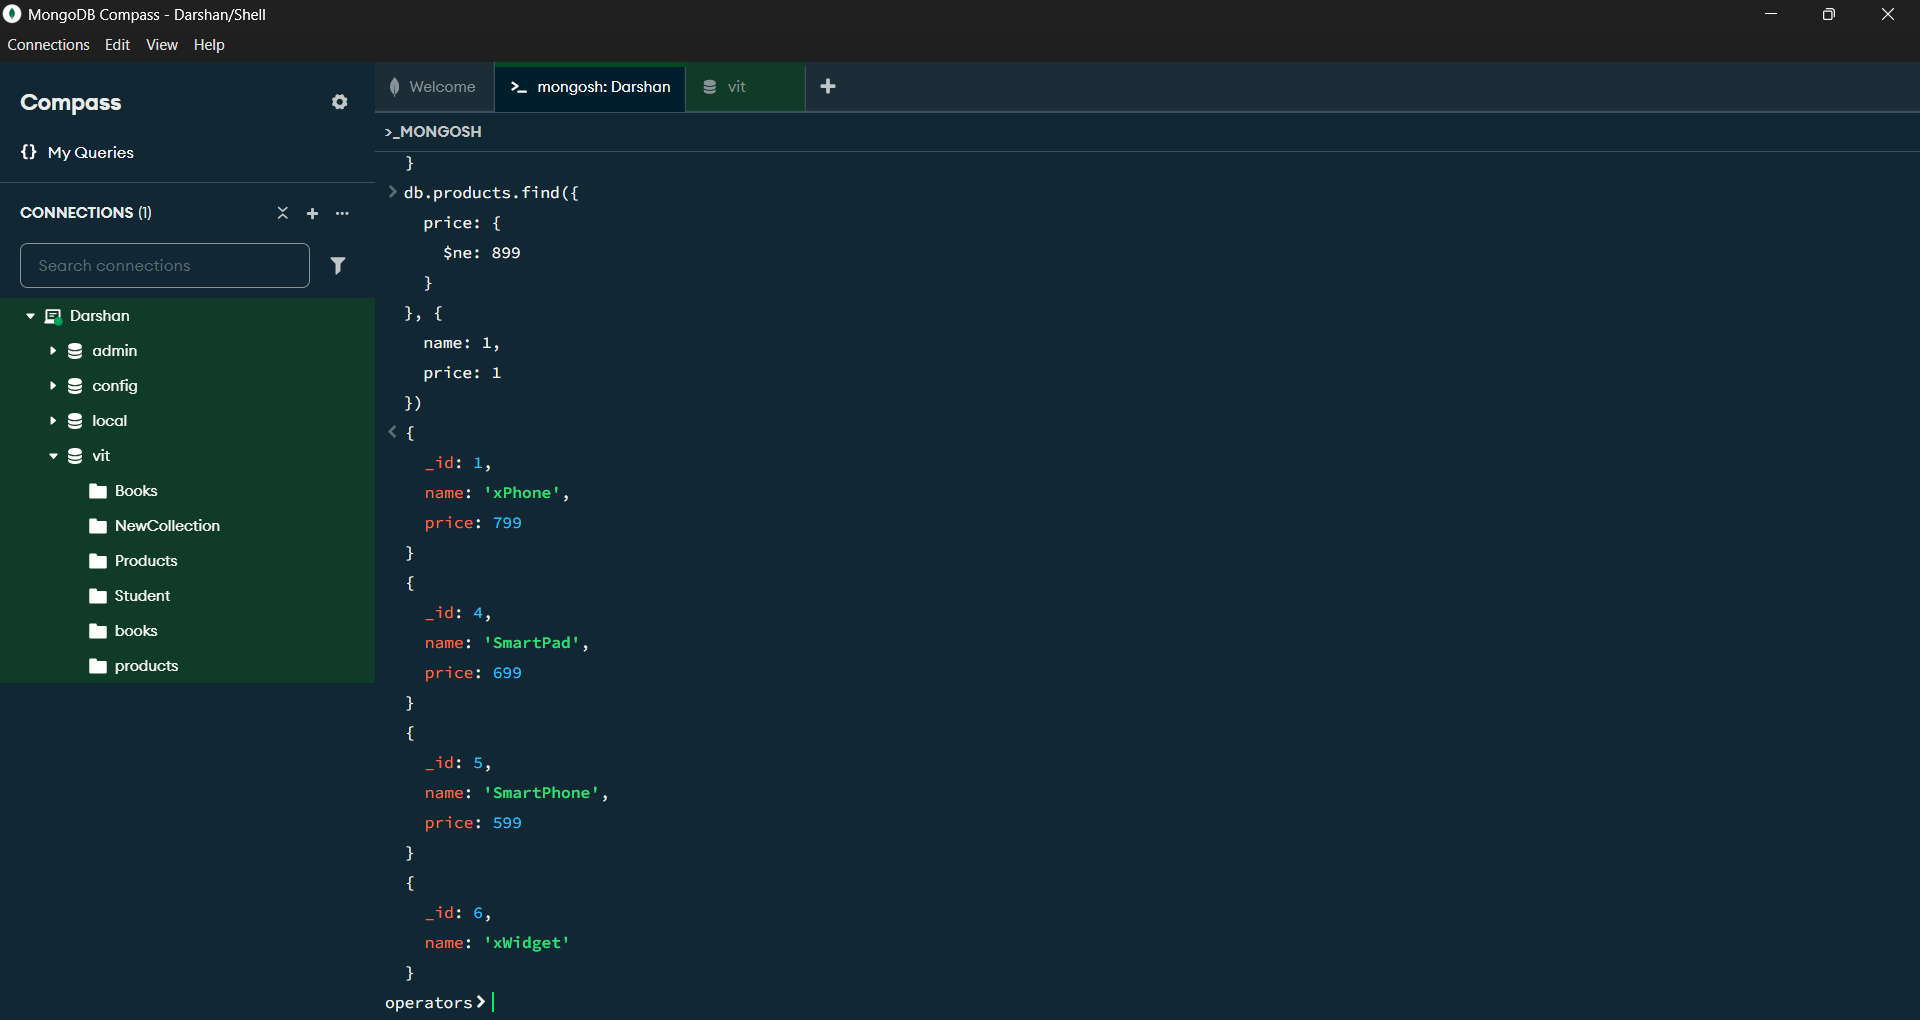 MongoDB Compass - Darshan/Shell
Connections Edit View Help
Compass
{} My Queries
CONNECTIONS (1)
Search connections
Darshan
admin
config
local
vit
Books
NewCollection
Products
Student
books
products
Welcome
>_ mongosh: Darshan
vit
>_MONGOSH
}
> db.products.find({
price: {
$ne: 899
}
}, {
name: 1,
price: 1
})
< {
_id: 1,
name: 'xPhone',
price: 799
}
{
_id: 4,
name: 'SmartPad',
price: 699
}
{
_id: 5,
name: 'SmartPhone',
price: 599
}
{
_id: 6,
name: 'xWidget'
}
operators>